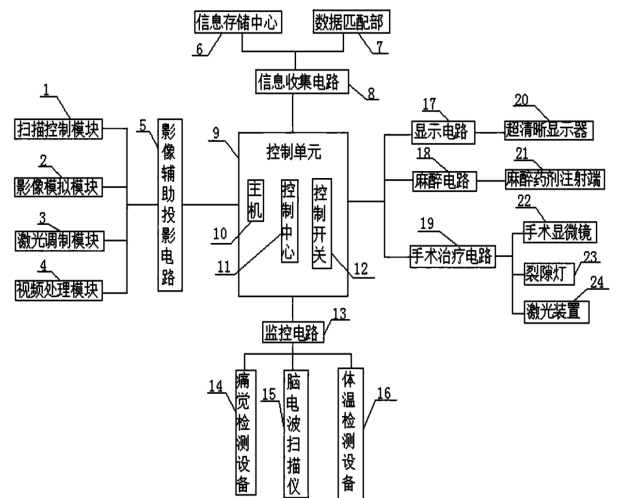 信息存储中心
数据匹配部
6
7
信息收集电路
8
1
扫描控制模块
2
影像模拟模块
3
激光调制模块
4
视频处理模块
5
影像辅助投影电路
9
控制单元
主机
10
控制中心
11
控制开关
12
17
显示电路
20
超清晰显示器
18
麻醉电路
21
麻醉药剂注射端
19
手术治疗电路
22
手术显微镜
23
裂隙灯
24
激光装置
监控电路
13
14
痛觉检测设备
15
脑电波扫描仪
16
体温检测设备